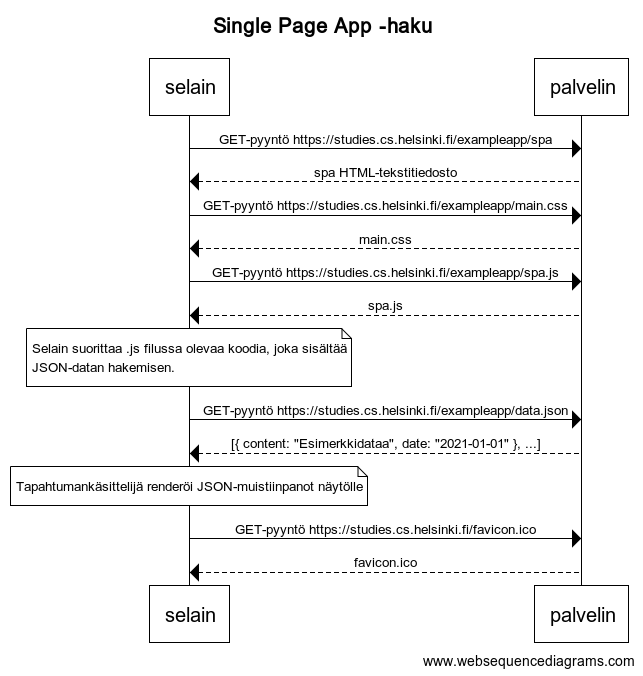 Single Page App -haku
selain
palvelin
GET-pyyntö https://studies.cs.helsinki.fi/exampleapp/spa
spa HTML-tekstitiedosto
GET-pyyntö https://studies.cs.helsinki.fi/exampleapp/main.css
main.css
GET-pyyntö https://studies.cs.helsinki.fi/exampleapp/spa.js
spa.js
Selain suorittaa .js filussa olevaa koodia, joka sisältää
JSON-datan hakemisen.
GET-pyyntö https://studies.cs.helsinki.fi/exampleapp/data.json
[{ content: "Esimerkkidataa", date: "2021-01-01" }, ...]
Tapahtumankäsittelijä renderöi JSON-muistiinpanot näytölle
GET-pyyntö https://studies.cs.helsinki.fi/favicon.ico
favicon.ico
selain
palvelin
www.websequencediagrams.com